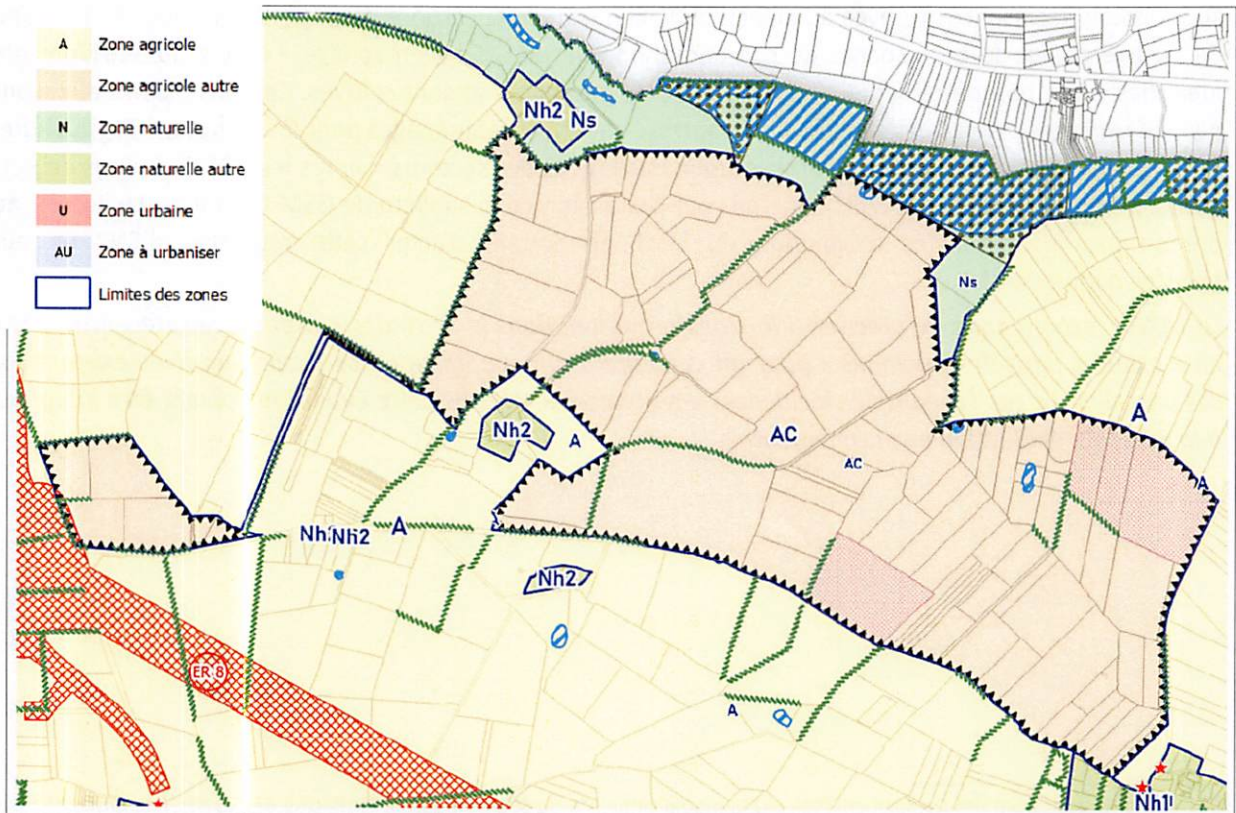 A Zone agricole
Zone agricole autre
N Zone naturelle
Zone naturelle autre
U Zone urbaine
AU Zone à urbaniser
Limites des zones
Nh2
Ns
Ns
A
Nh2
A
AC
AC
A
Nh2
A
Nh2
ER 8
A
Nh1